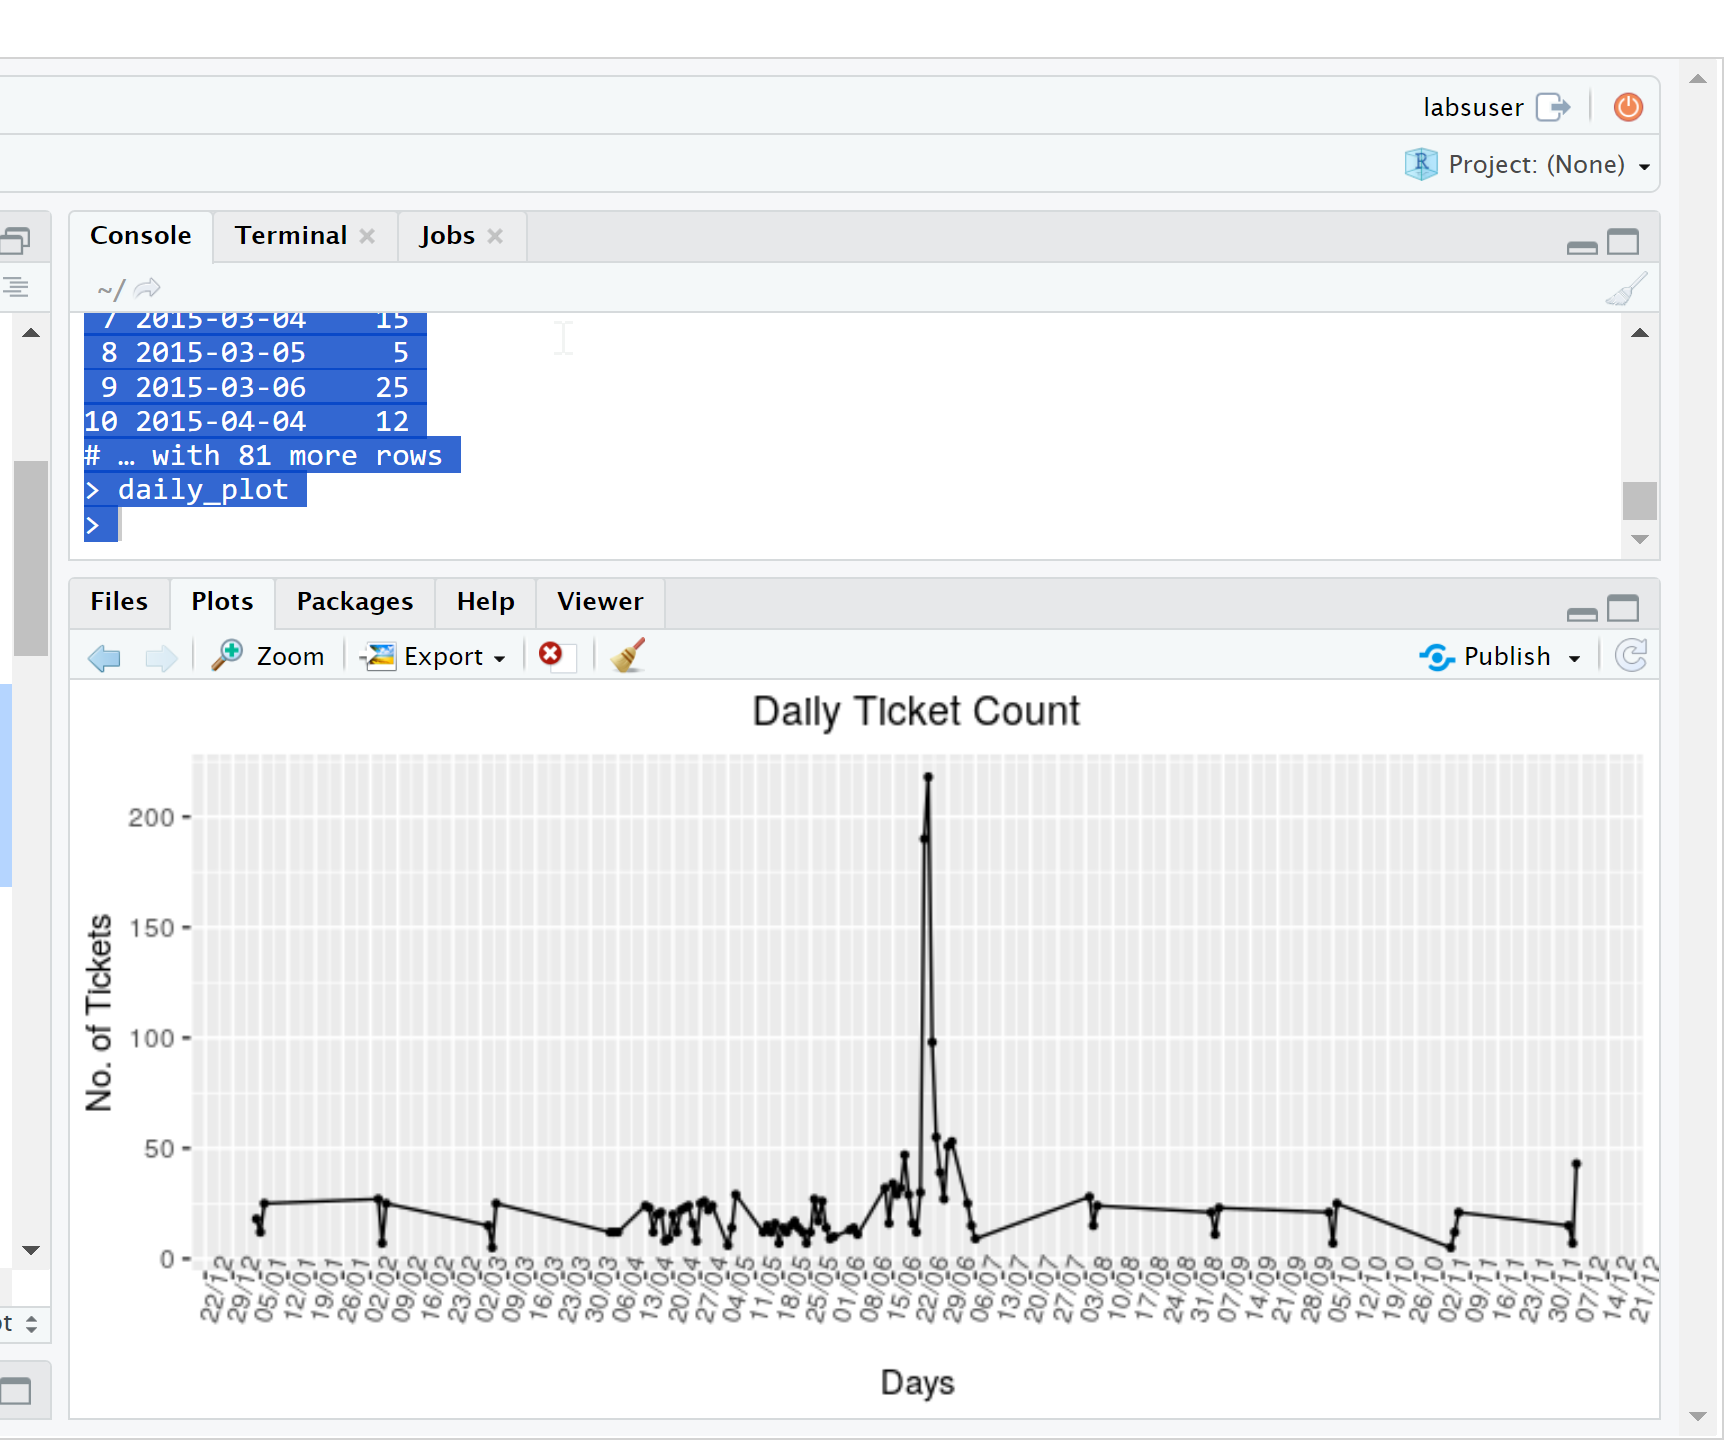 labsuser
Project: (None)
Console Terminal Jobs
~/
7 2015-03-04 15
8 2015-03-05 5
9 2015-03-06 25
10 2015-04-04 12
# … with 81 more rows
> daily_plot
>
Files Plots Packages Help Viewer
Zoom Export Publish
Daily Ticket Count
No. of Tickets
200
150
100
50
0
22/12 29/12 05/01 12/01 19/01 26/01 02/02 09/02 16/02 23/02 02/03 09/03 16/03 23/03 30/03 06/04 13/04 20/04 27/04 04/05 11/05 18/05 25/05 01/06 08/06 15/06 22/06 29/06 06/07 13/07 20/07 27/07 03/08 10/08 17/08 24/08 31/08 07/09 14/09 21/09 28/09 05/10 12/10 19/10 26/10 02/11 09/11 16/11 23/11 30/11 07/12 14/12 21/12
Days